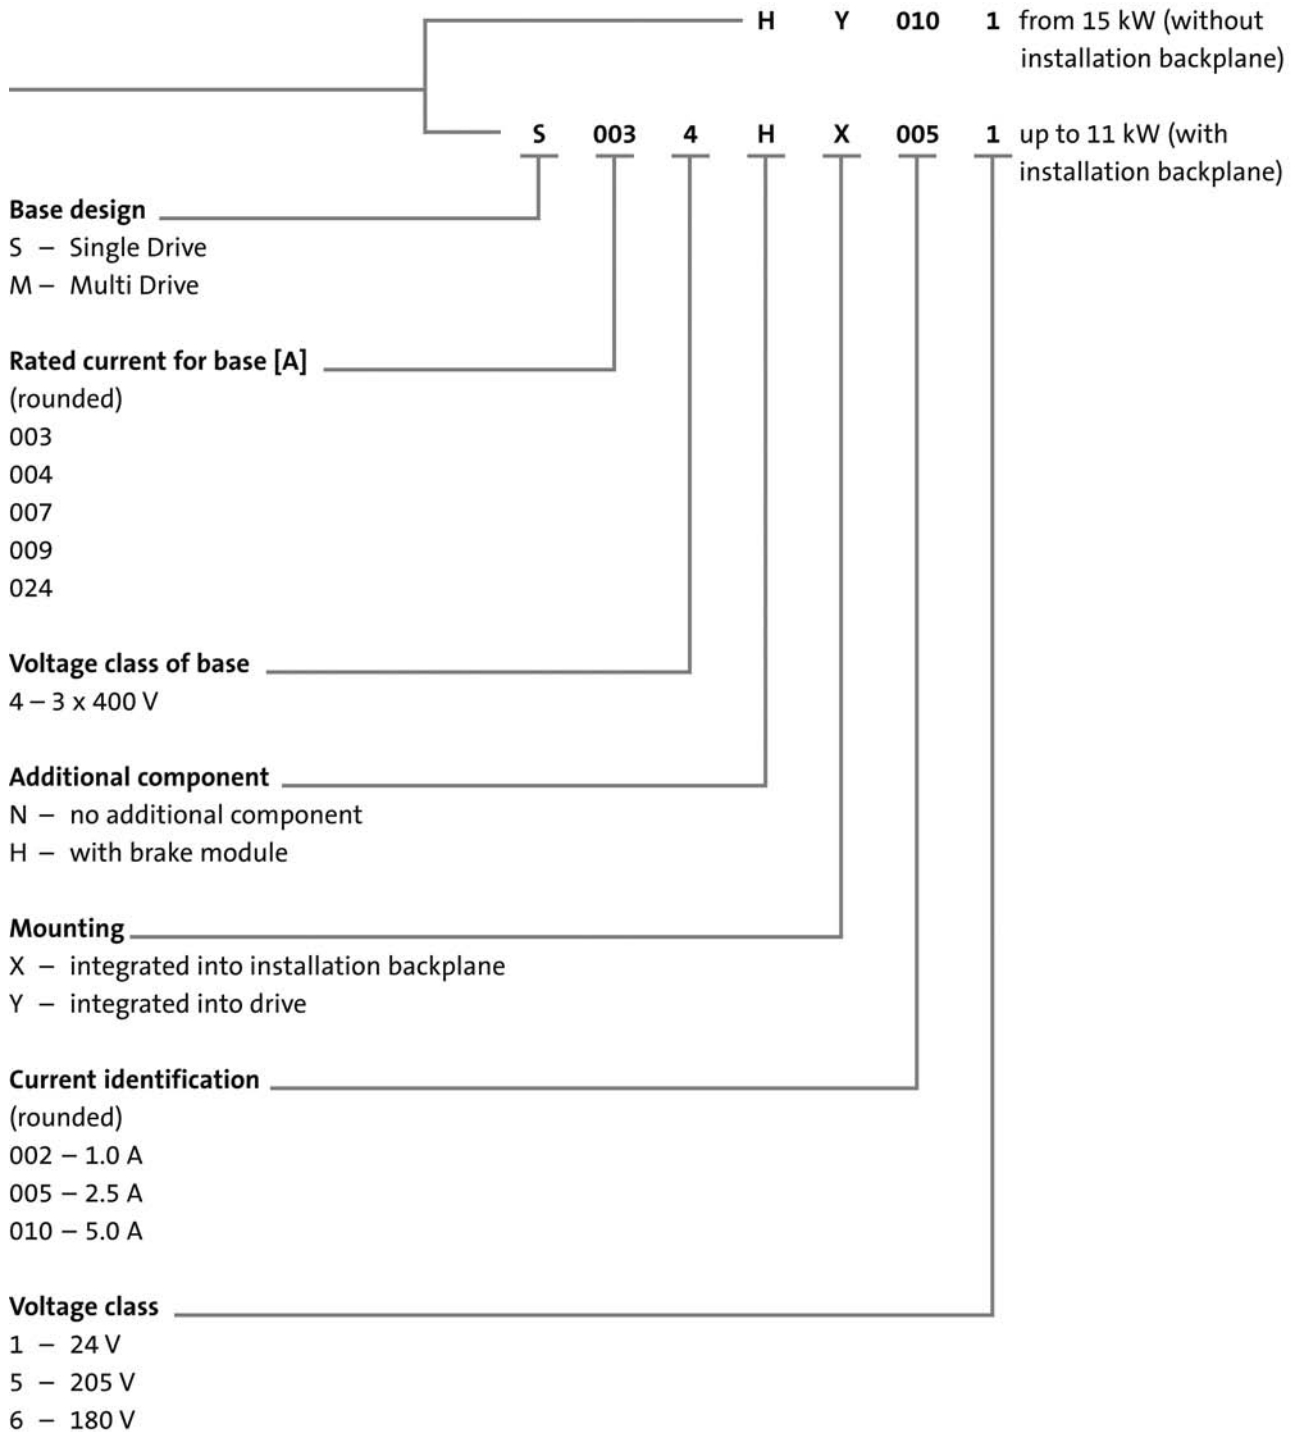 H Y 010 1 from 15 kW (without
installation backplane)
S 003 4 H X 005 1 up to 11 kW (with
installation backplane)
Base design
S – Single Drive
M – Multi Drive
Rated current for base [A]
(rounded)
003
004
007
009
024
Voltage class of base
4 – 3 x 400 V
Additional component
N – no additional component
H – with brake module
Mounting
X – integrated into installation backplane
Y – integrated into drive
Current identification
(rounded)
002 – 1.0 A
005 – 2.5 A
010 – 5.0 A
Voltage class
1 – 24 V
5 – 205 V
6 – 180 V